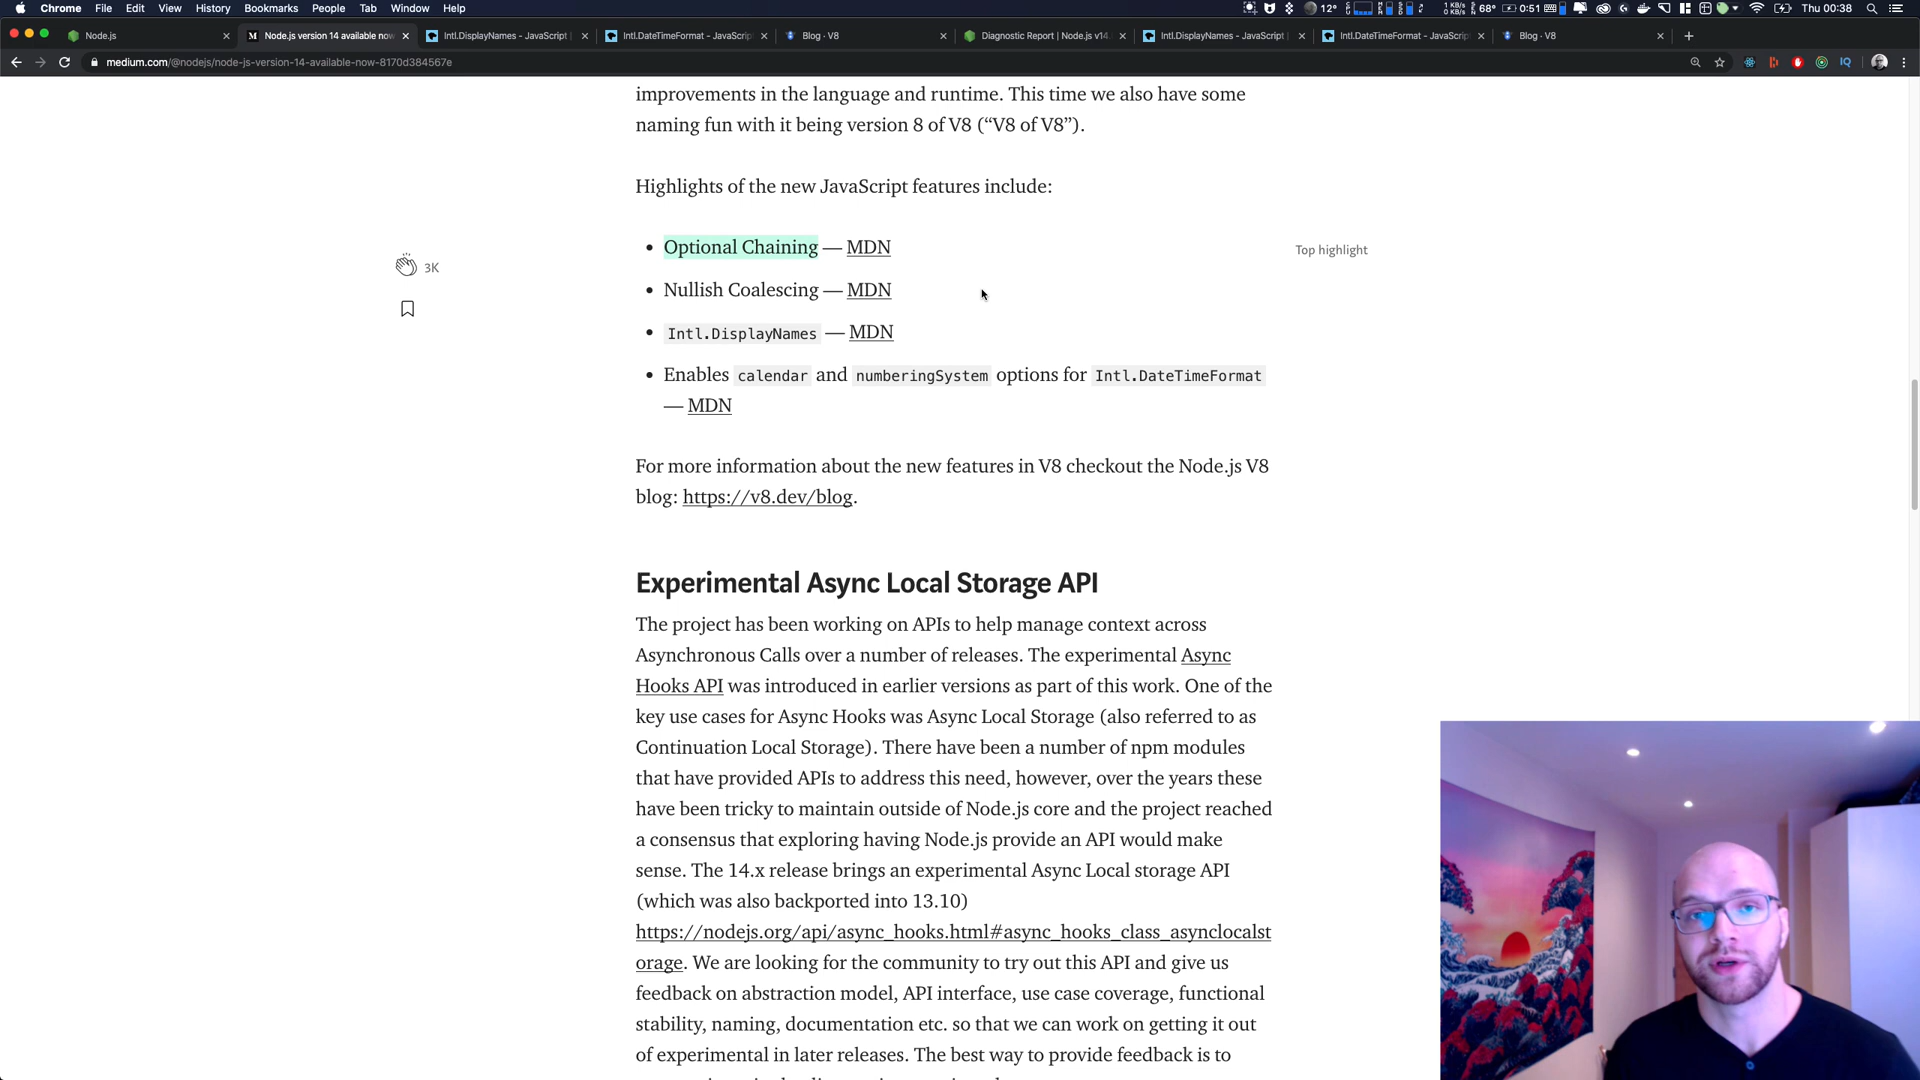 Chrome File Edit View History Bookmarks People Tab Window Help 12° 1 KB/s 0 KB/s 68° 0:51 Thu 00:38
Node.js Node.js version 14 available now Intl.DisplayNames - JavaScript Intl.DateTimeFormat - JavaScrip Blog · V8 Diagnostic Report | Node.js v14. Intl.DisplayNames - JavaScript Intl.DateTimeFormat - JavaScrip Blog · V8
medium.com/@nodejs/node-js-version-14-available-now-8170d384567e
improvements in the language and runtime. This time we also have some
naming fun with it being version 8 of V8 (“V8 of V8”).
Highlights of the new JavaScript features include:
• Optional Chaining — MDN
Top highlight
3K
• Nullish Coalescing — MDN
• Intl.DisplayNames — MDN
• Enables calendar and numberingSystem options for Intl.DateTimeFormat
— MDN
For more information about the new features in V8 checkout the Node.js V8
blog: https://v8.dev/blog.
Experimental Async Local Storage API
The project has been working on APIs to help manage context across
Asynchronous Calls over a number of releases. The experimental Async
Hooks API was introduced in earlier versions as part of this work. One of the
key use cases for Async Hooks was Async Local Storage (also referred to as
Continuation Local Storage). There have been a number of npm modules
that have provided APIs to address this need, however, over the years these
have been tricky to maintain outside of Node.js core and the project reached
a consensus that exploring having Node.js provide an API would make
sense. The 14.x release brings an experimental Async Local storage API
(which was also backported into 13.10)
https://nodejs.org/api/async_hooks.html#async_hooks_class_asynclocalst
orage. We are looking for the community to try out this API and give us
feedback on abstraction model, API interface, use case coverage, functional
stability, naming, documentation etc. so that we can work on getting it out
of experimental in later releases. The best way to provide feedback is to